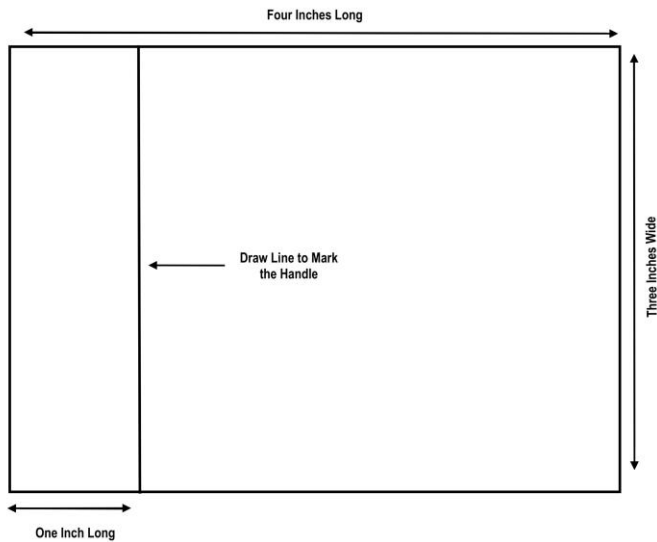 Four Inches Long
Draw Line to Mark
the Handle
Three Inches Wide
One Inch Long